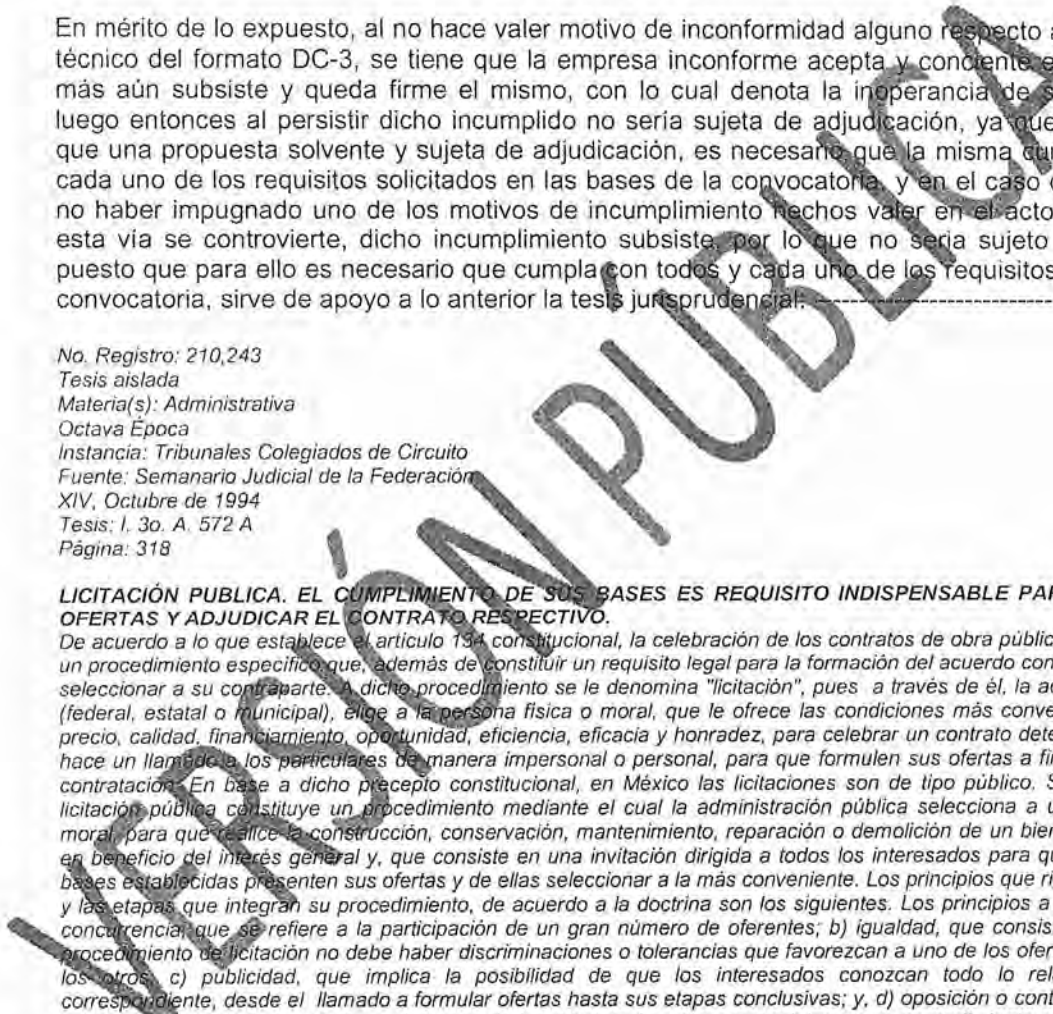 En mérito de lo expuesto, al no hace valer motivo de inconformidad alguno respecto a
técnico del formato DC-3, se tiene que la empresa inconforme acepta y conciente e
más aún subsiste y queda firme el mismo, con lo cual denota la inoperancia de s
luego entonces al persistir dicho incumplido no sería sujeta de adjudicación, ya que
que una propuesta solvente y sujeta de adjudicación, es necesario que la misma cum
cada uno de los requisitos solicitados en las bases de la convocatoria, y en el caso
no haber impugnado uno de los motivos de incumplimiento hechos valer en el acto
esta vía se controvierte, dicho incumplimiento subsiste, por lo que no sería sujeto
puesto que para ello es necesario que cumpla con todos y cada uno de los requisitos
convocatoria, sirve de apoyo a lo anterior la tesis jurisprudencial: ------------------------
No. Registro: 210,243
Tesis aislada
Materia(s): Administrativa
Octava Época
Instancia: Tribunales Colegiados de Circuito
Fuente: Semanario Judicial de la Federación
XIV, Octubre de 1994
Tesis: I. 3o. A. 572 A
Página: 318
LICITACIÓN PUBLICA. EL CUMPLIMIENTO DE SUS BASES ES REQUISITO INDISPENSABLE PAR
OFERTAS Y ADJUDICAR EL CONTRATO RESPECTIVO.
De acuerdo a lo que establece el artículo 134 constitucional, la celebración de los contratos de obra públic
un procedimiento específico que, además de constituir un requisito legal para la formación del acuerdo con
seleccionar a su contraparte. A dicho procedimiento se le denomina "licitación", pues a través de él, la a
(federal, estatal o municipal), elige a la persona física o moral, que le ofrece las condiciones más conve
precio, calidad, financiamiento, oportunidad, eficiencia, eficacia y honradez, para celebrar un contrato dete
hace un llamado a los particulares de manera impersonal o personal, para que formulen sus ofertas a fi
contratación. En base a dicho precepto constitucional, en México las licitaciones son de tipo público. S
licitación pública constituye un procedimiento mediante el cual la administración pública selecciona a u
moral, para que realice la construcción, conservación, mantenimiento, reparación o demolición de un bien
en beneficio del interés general y, que consiste en una invitación dirigida a todos los interesados para qu
bases establecidas presenten sus ofertas y de ellas seleccionar a la más conveniente. Los principios que ri
y las etapas que integran su procedimiento, de acuerdo a la doctrina son los siguientes. Los principios a
concurrencia, que se refiere a la participación de un gran número de oferentes; b) igualdad, que consis
procedimiento de licitación no debe haber discriminaciones o tolerancias que favorezcan a uno de los ofer
los otros; c) publicidad, que implica la posibilidad de que los interesados conozcan todo lo rel
correspondiente, desde el llamado a formular ofertas hasta sus etapas conclusivas; y, d) oposición o cont
VERSIÓN PÚBLICA